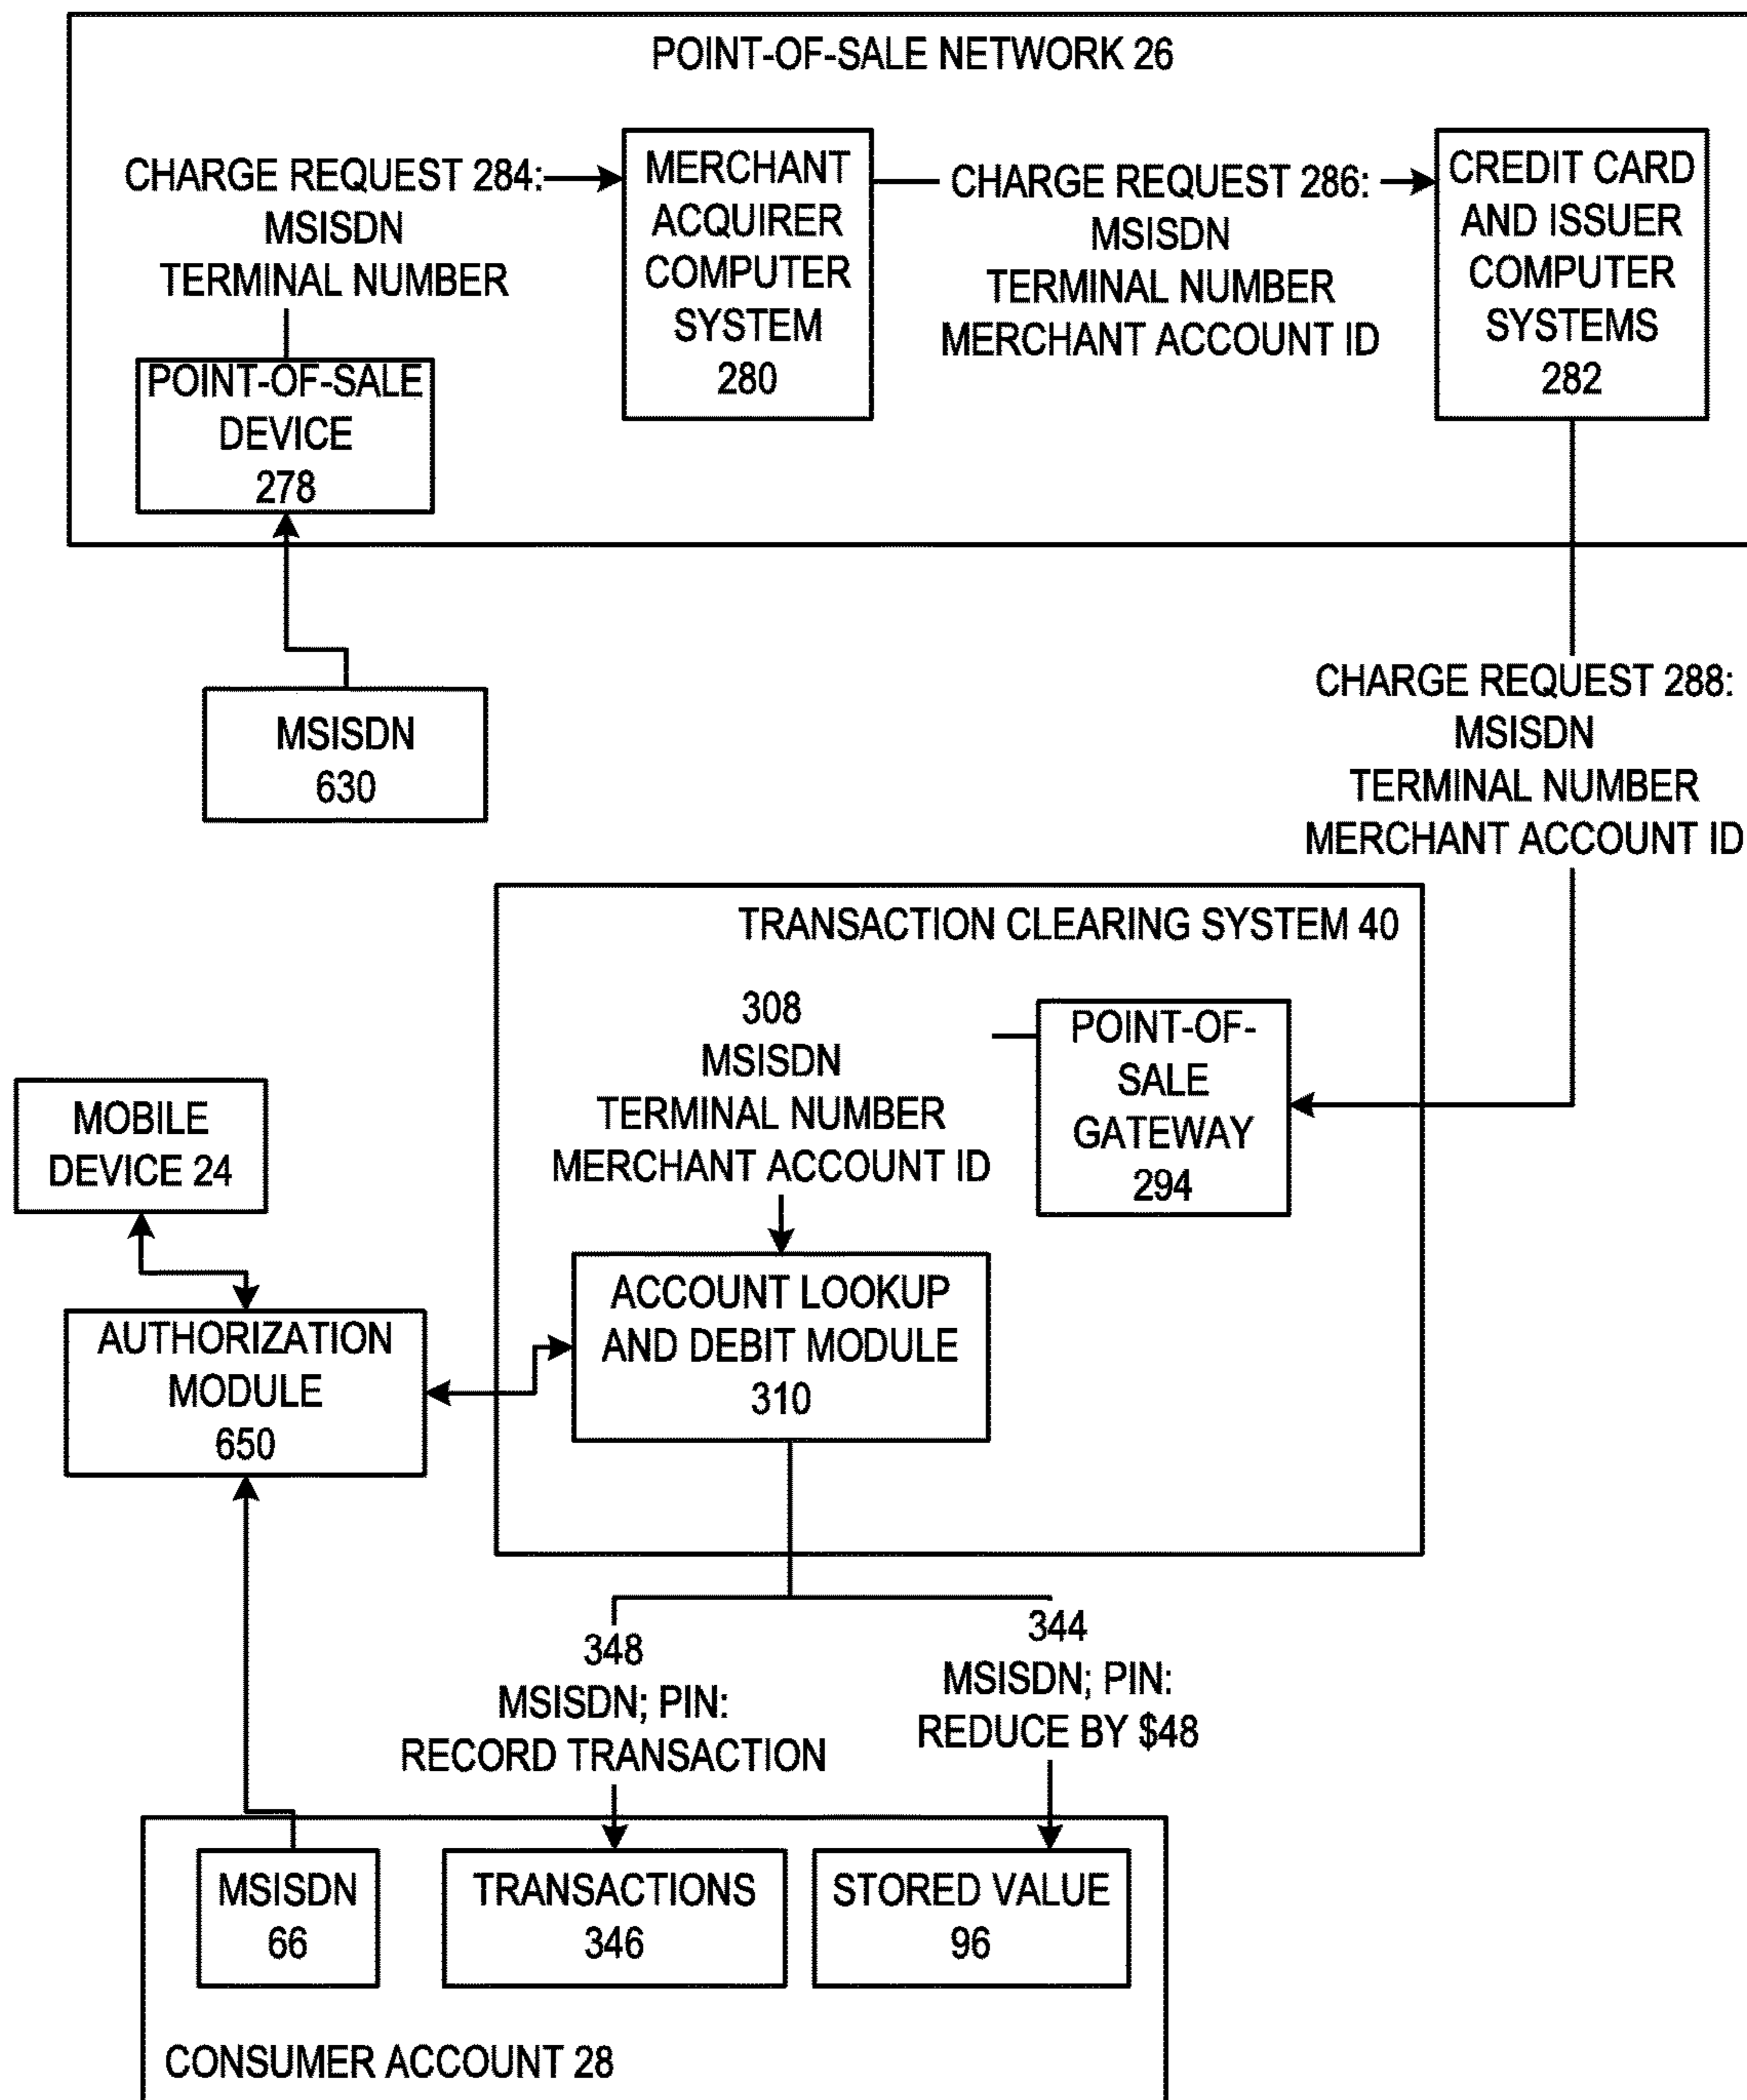 POINT-OF-SALE NETWORK 26
CHARGE REQUEST 284:
MSISDN
TERMINAL NUMBER
MERCHANT
ACQUIRER
COMPUTER
SYSTEM
280
CHARGE REQUEST 286:
MSISDN
TERMINAL NUMBER
MERCHANT ACCOUNT ID
CREDIT CARD
AND ISSUER
COMPUTER
SYSTEMS
282
POINT-OF-SALE
DEVICE
278
MSISDN
630
CHARGE REQUEST 288:
MSISDN
TERMINAL NUMBER
MERCHANT ACCOUNT ID
TRANSACTION CLEARING SYSTEM 40
308
MSISDN
TERMINAL NUMBER
MERCHANT ACCOUNT ID
POINT-OF-
SALE
GATEWAY
294
MOBILE
DEVICE 24
AUTHORIZATION
MODULE
650
ACCOUNT LOOKUP
AND DEBIT MODULE
310
348
MSISDN; PIN:
RECORD TRANSACTION
344
MSISDN; PIN:
REDUCE BY $48
MSISDN
66
TRANSACTIONS
346
STORED VALUE
96
CONSUMER ACCOUNT 28